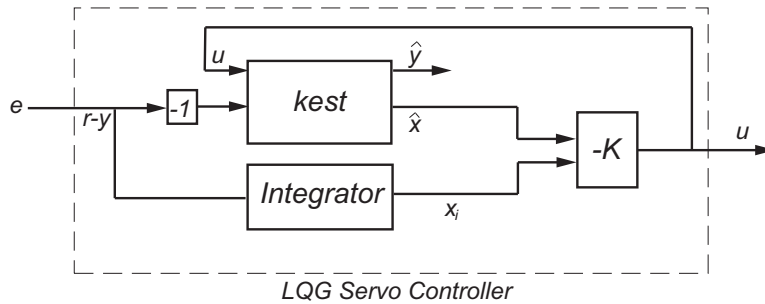 u
ŷ
kest
e
r-y
-1
x̂
-K
u
Integrator
xᵢ
LQG Servo Controller